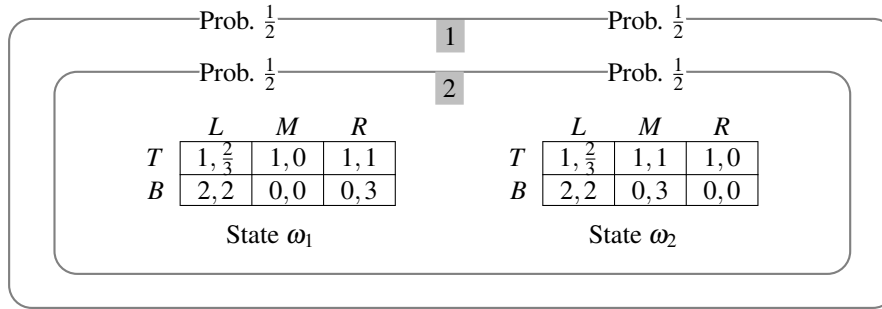 Prob. 1/2 1 Prob. 1/2
Prob. 1/2 2 Prob. 1/2
L M R L M R
T 1, 2/3 1, 0 1, 1 T 1, 2/3 1, 1 1, 0
B 2, 2 0, 0 0, 3 B 2, 2 0, 3 0, 0
State ω₁ State ω₂